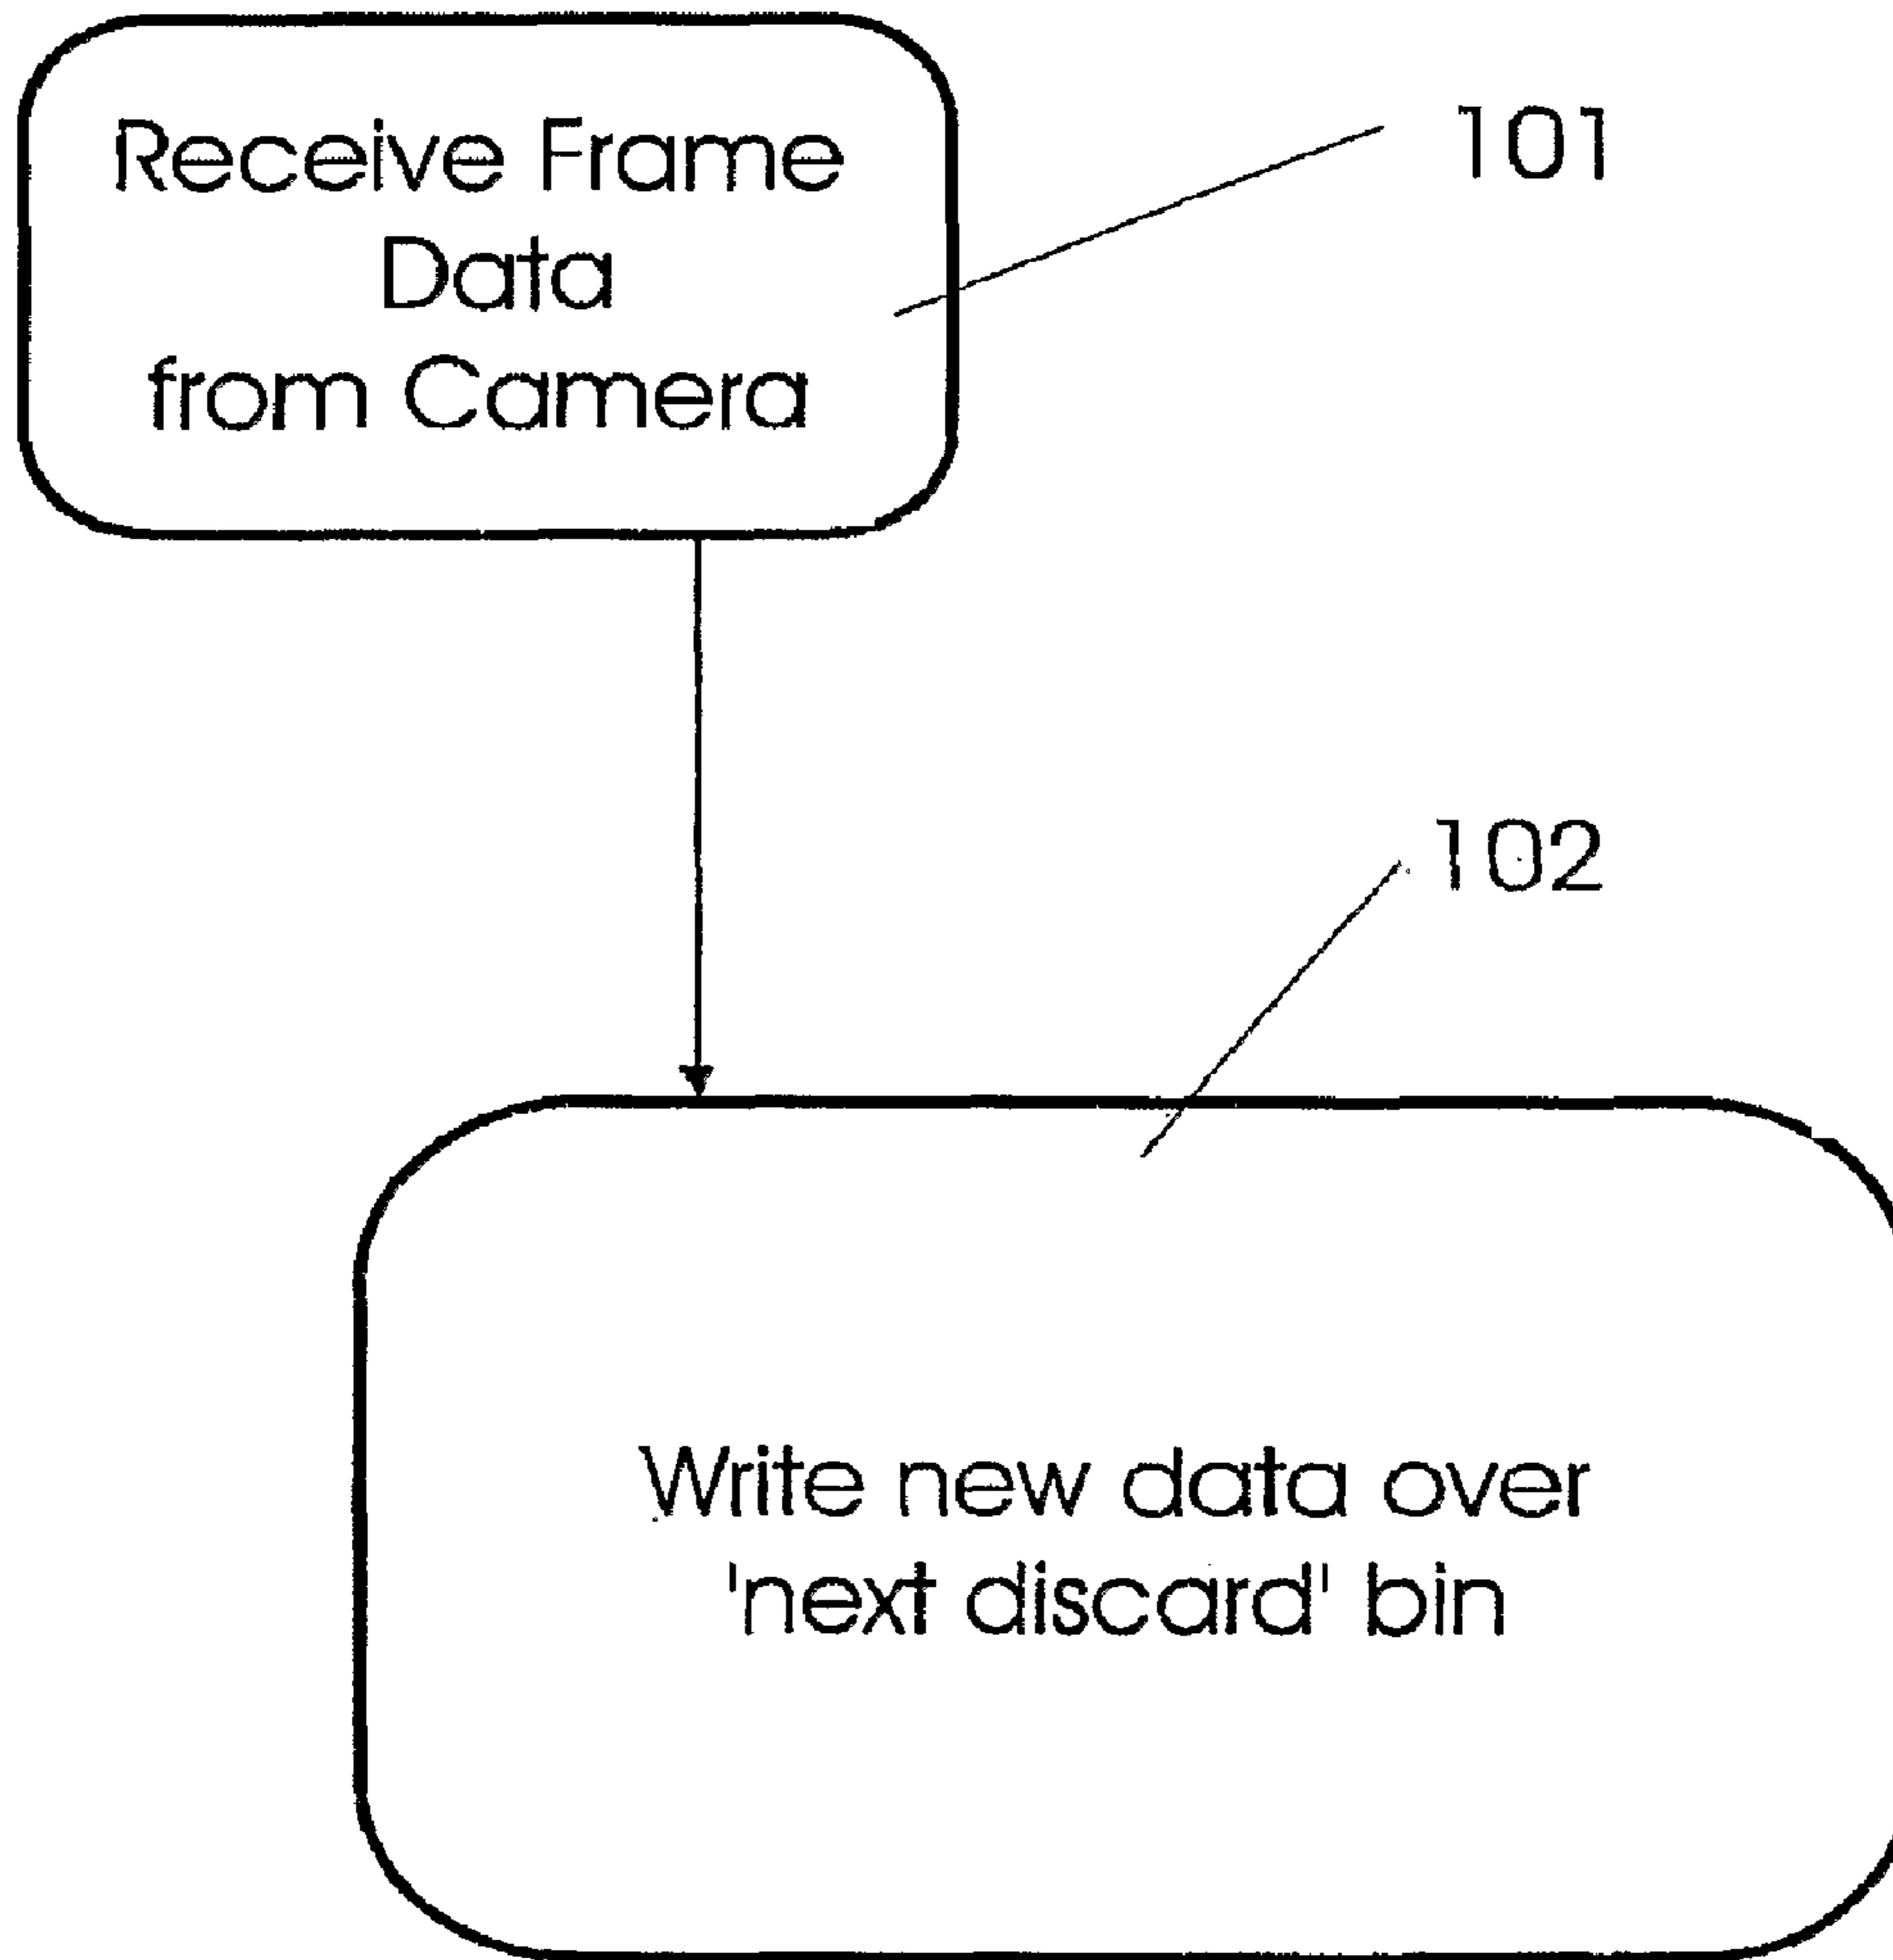 Receive Frame
Data
from Camera
101
102
Write new data over
'next discard' bin